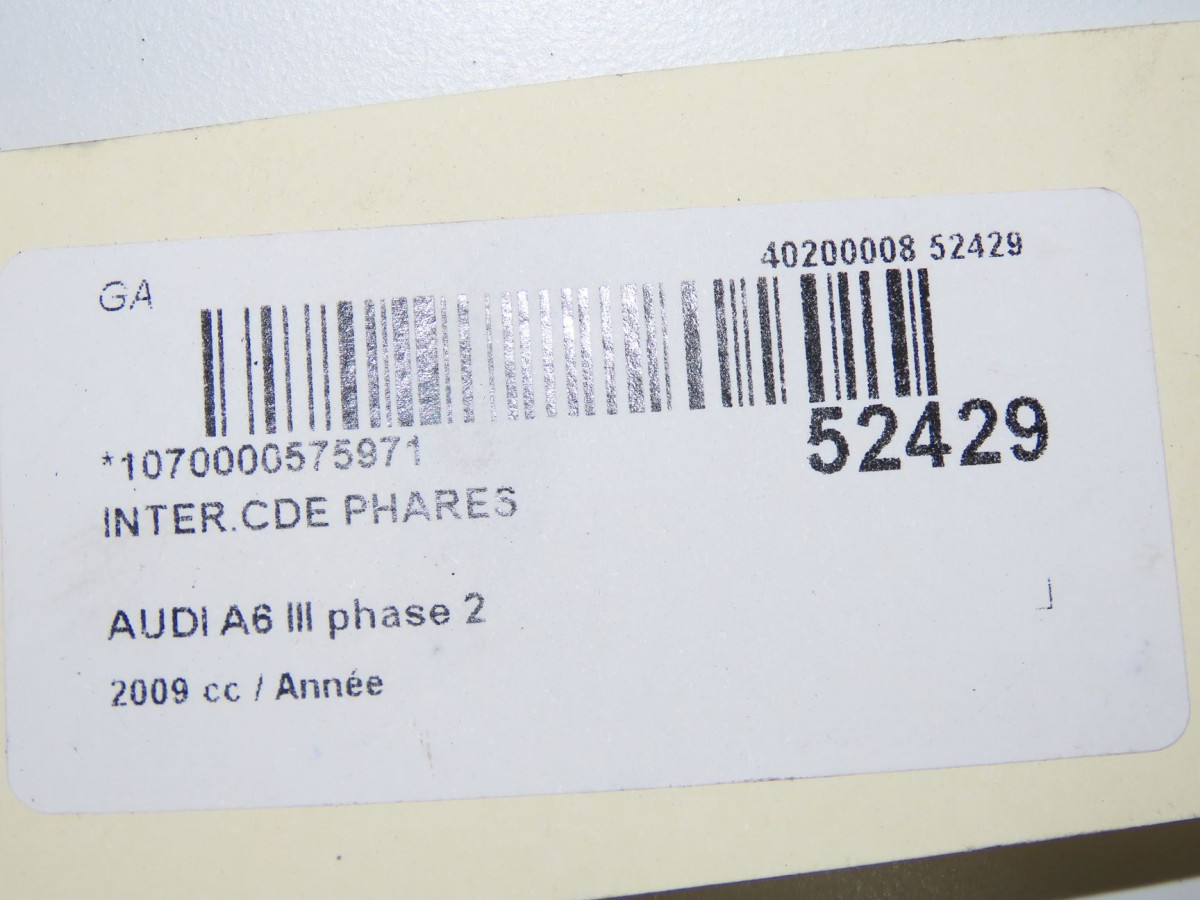 40200008 52429
GA
52429
*1070000575971
INTER.CDE PHARES
AUDI A6 III phase 2
2009 cc / Année